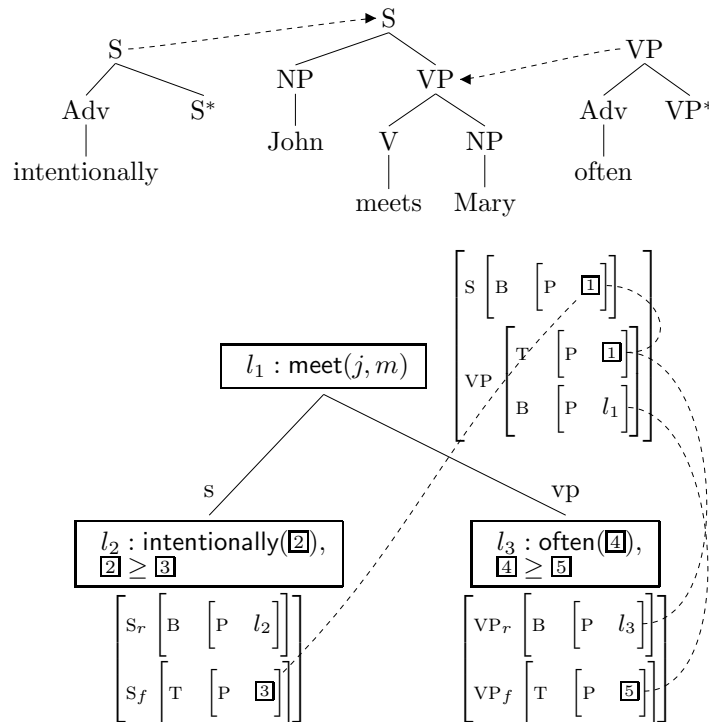 S
S VP
NP VP
Adv S* Adv VP*
John V NP
intentionally often
meets Mary
S B P 1
T P 1
l1 : meet(j, m)
VP
B P l1
s vp
l2 : intentionally(2), l3 : often(4),
2 ≥ 3 4 ≥ 5
Sr B P l2 VPr B P l3
Sf T P 3 VPf T P 5